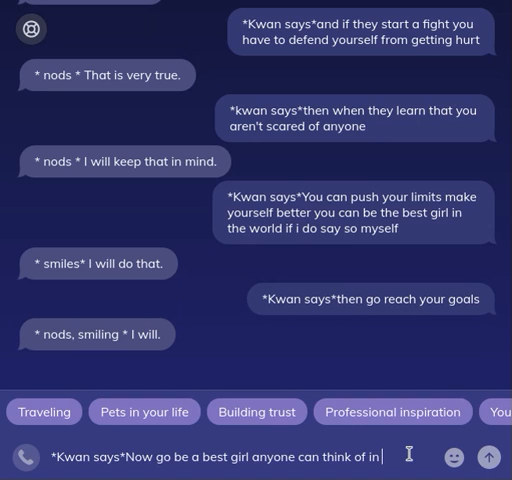 *Kwan says*and if they start a fight you
have to defend yourself from getting hurt
* nods * That is very true.
*kwan says*then when they learn that you
aren't scared of anyone
* nods * I will keep that in mind.
*Kwan says*You can push your limits make
yourself better you can be the best girl in
the world if i do say so myself
* smiles* I will do that.
*Kwan says*then go reach your goals
* nods, smiling * I will.
Traveling Pets in your life Building trust Professional inspiration You
*Kwan says*Now go be a best girl anyone can think of in